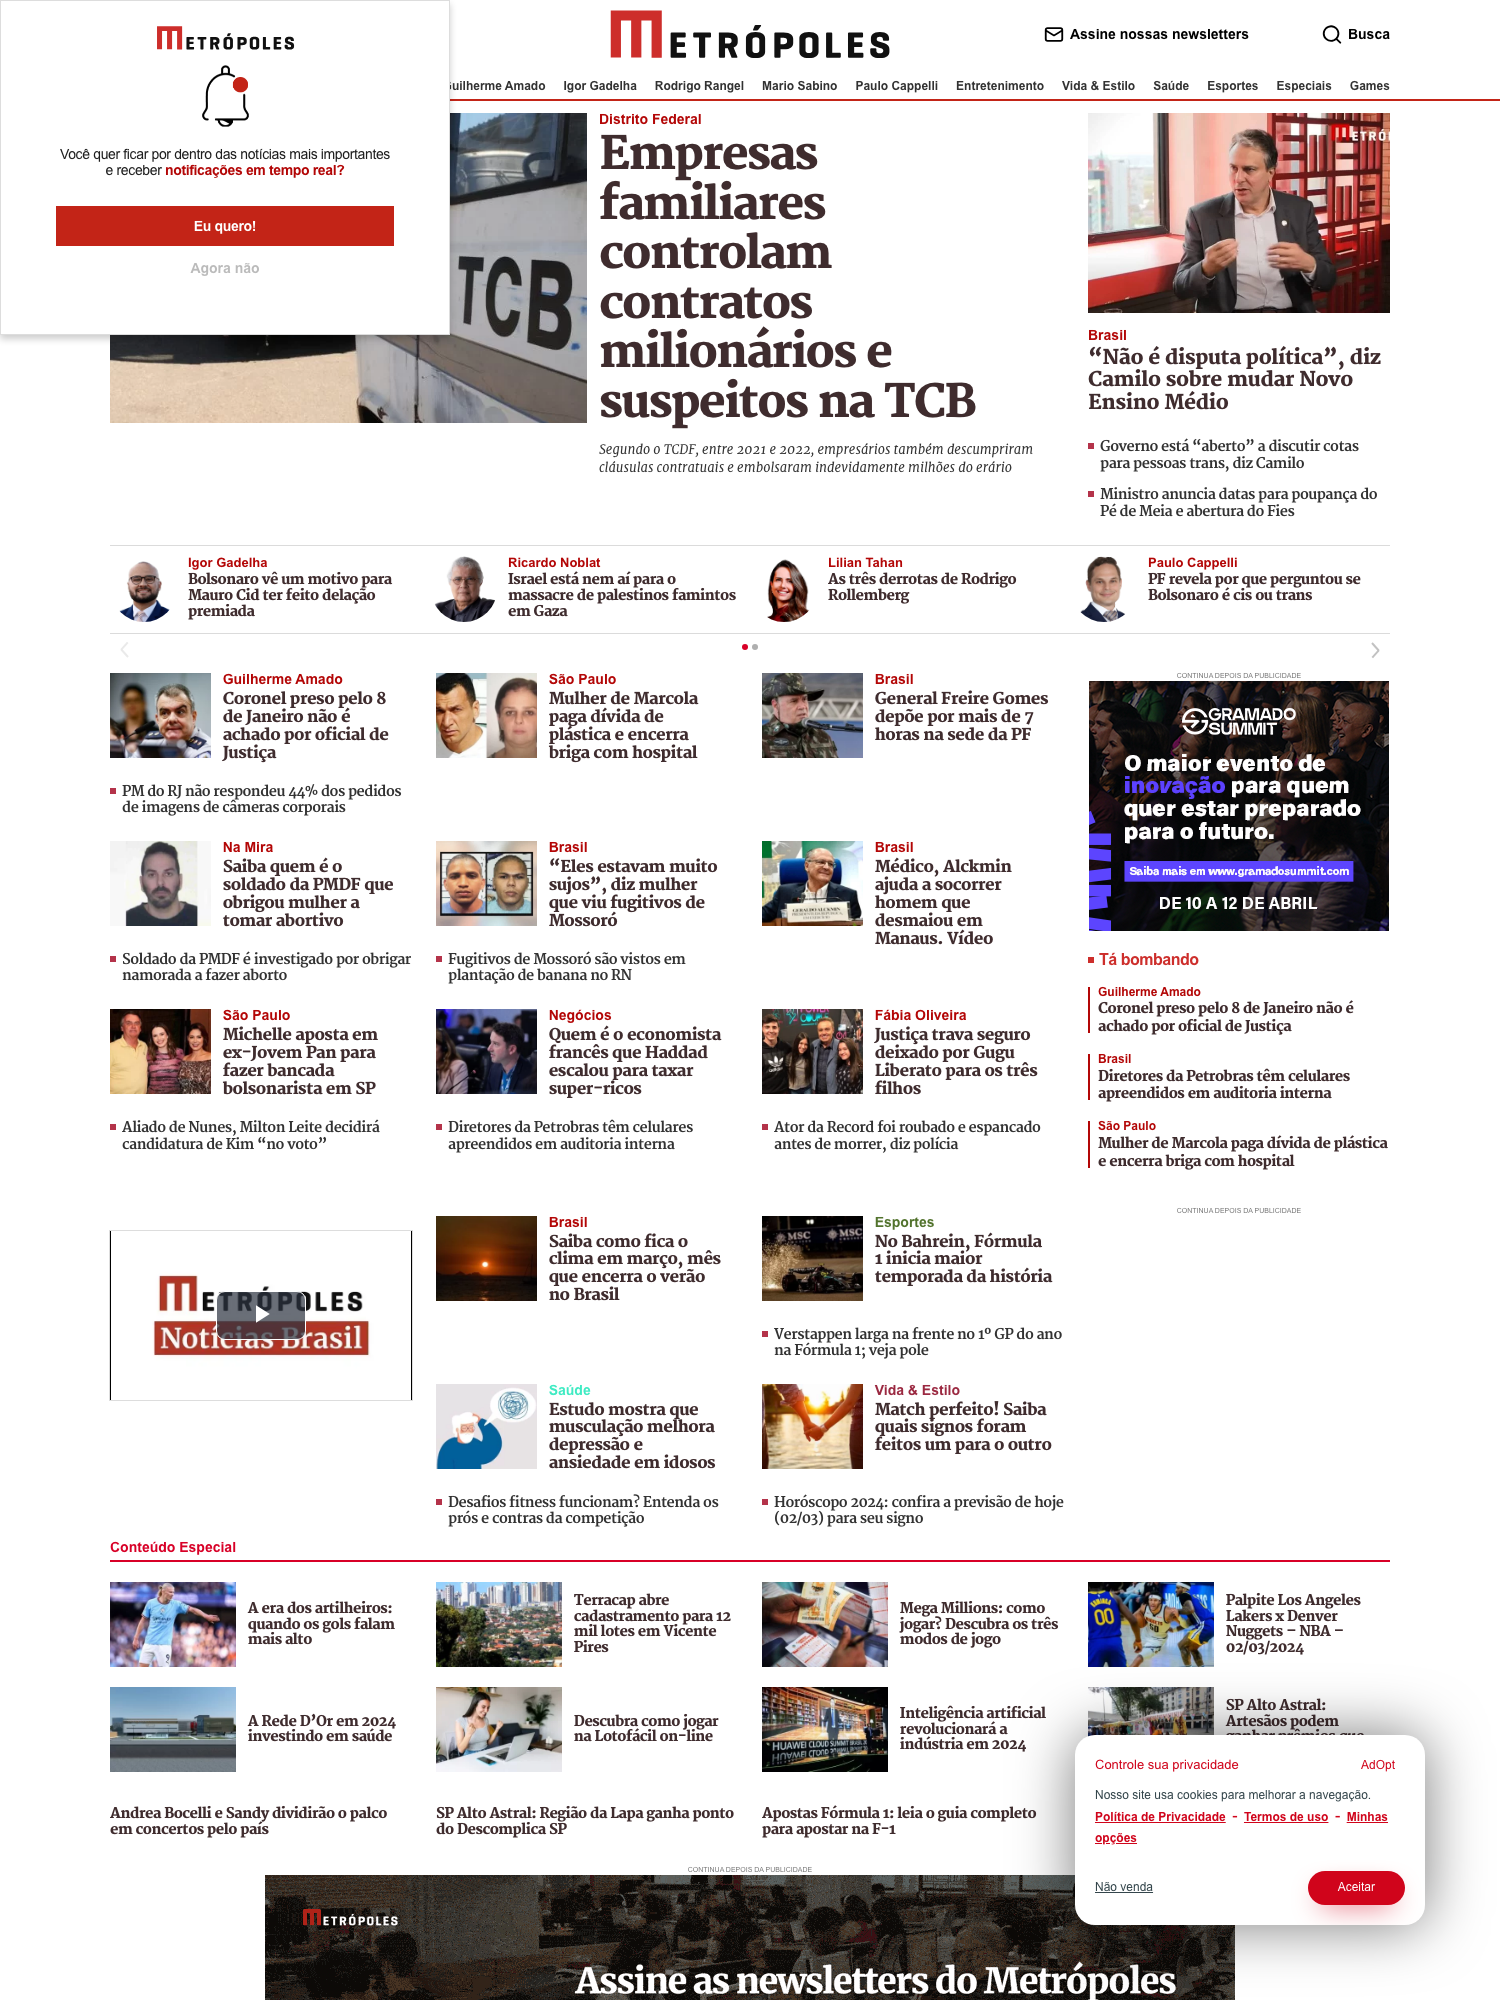 METRÓPOLES
Você quer ficar por dentro das notícias mais importantes
e receber notificações em tempo real?
Eu quero!
Agora não
METRÓPOLES
Assine nossas newsletters
Busca
Guilherme Amado
Igor Gadelha
Rodrigo Rangel
Mario Sabino
Paulo Cappelli
Entretenimento
Vida & Estilo
Saúde
Esportes
Especiais
Games
TCB
Distrito Federal
Empresas
familiares
controlam
contratos
milionários e
suspeitos na TCB
Segundo o TCDF, entre 2021 e 2022, empresários também descumpriram
cláusulas contratuais e embolsaram indevidamente milhões do erário
Brasil
“Não é disputa política”, diz
Camilo sobre mudar Novo
Ensino Médio
Governo está “aberto” a discutir cotas
para pessoas trans, diz Camilo
Ministro anuncia datas para poupança do
Pé de Meia e abertura do Fies
Igor Gadelha
Bolsonaro vê um motivo para
Mauro Cid ter feito delação
premiada
Ricardo Noblat
Israel está nem aí para o
massacre de palestinos famintos
em Gaza
Lilian Tahan
As três derrotas de Rodrigo
Rollemberg
Paulo Cappelli
PF revela por que perguntou se
Bolsonaro é cis ou trans
Guilherme Amado
Coronel preso pelo 8
de Janeiro não é
achado por oficial de
Justiça
PM do RJ não respondeu 44% dos pedidos
de imagens de câmeras corporais
São Paulo
Mulher de Marcola
paga dívida de
plástica e encerra
briga com hospital
Brasil
General Freire Gomes
depõe por mais de 7
horas na sede da PF
CONTINUA DEPOIS DA PUBLICIDADE
GRAMADO
SUMMIT
O maior evento de
inovação para quem
quer estar preparado
para o futuro.
Saiba mais em www.gramadosummit.com
DE 10 A 12 DE ABRIL
Na Mira
Saiba quem é o
soldado da PMDF que
obrigou mulher a
tomar abortivo
Soldado da PMDF é investigado por obrigar
namorada a fazer aborto
Brasil
“Eles estavam muito
sujos”, diz mulher
que viu fugitivos de
Mossoró
Fugitivos de Mossoró são vistos em
plantação de banana no RN
Brasil
Médico, Alckmin
ajuda a socorrer
homem que
desmaiou em
Manaus. Vídeo
GERALDO ALCKMIN
Tá bombando
Guilherme Amado
Coronel preso pelo 8 de Janeiro não é
achado por oficial de Justiça
Brasil
Diretores da Petrobras têm celulares
apreendidos em auditoria interna
São Paulo
Mulher de Marcola paga dívida de plástica
e encerra briga com hospital
CONTINUA DEPOIS DA PUBLICIDADE
São Paulo
Michelle aposta em
ex-Jovem Pan para
fazer bancada
bolsonarista em SP
Aliado de Nunes, Milton Leite decidirá
candidatura de Kim “no voto”
Negócios
Quem é o economista
francês que Haddad
escalou para taxar
super-ricos
Diretores da Petrobras têm celulares
apreendidos em auditoria interna
Fábia Oliveira
Justiça trava seguro
deixado por Gugu
Liberato para os três
filhos
Ator da Record foi roubado e espancado
antes de morrer, diz polícia
METRÓPOLES
Notícias Brasil
Brasil
Saiba como fica o
clima em março, mês
que encerra o verão
no Brasil
MSC
MSC
Esportes
No Bahrein, Fórmula
1 inicia maior
temporada da história
Verstappen larga na frente no 1º GP do ano
na Fórmula 1; veja pole
Saúde
Estudo mostra que
musculação melhora
depressão e
ansiedade em idosos
Desafios fitness funcionam? Entenda os
prós e contras da competição
Vida & Estilo
Match perfeito! Saiba
quais signos foram
feitos um para o outro
Horóscopo 2024: confira a previsão de hoje
(02/03) para seu signo
Conteúdo Especial
A era dos artilheiros:
quando os gols falam
mais alto
Terracap abre
cadastramento para 12
mil lotes em Vicente
Pires
Mega Millions: como
jogar? Descubra os três
modos de jogo
00
Palpite Los Angeles
Lakers x Denver
Nuggets – NBA –
02/03/2024
A Rede D’Or em 2024
investindo em saúde
Descubra como jogar
na Lotofácil on-line
HUAWEI CLOUD SUMMIT BRASIL
Inteligência artificial
revolucionará a
indústria em 2024
SP Alto Astral:
Artesãos podem
ganhar prêmios que
Andrea Bocelli e Sandy dividirão o palco
em concertos pelo país
SP Alto Astral: Região da Lapa ganha ponto
do Descomplica SP
Apostas Fórmula 1: leia o guia completo
para apostar na F-1
Controle sua privacidade
AdOpt
Nosso site usa cookies para melhorar a navegação.
Política de Privacidade - Termos de uso - Minhas
opções
Não venda
Aceitar
CONTINUA DEPOIS DA PUBLICIDADE
METRÓPOLES
Assine as newsletters do Metrópoles